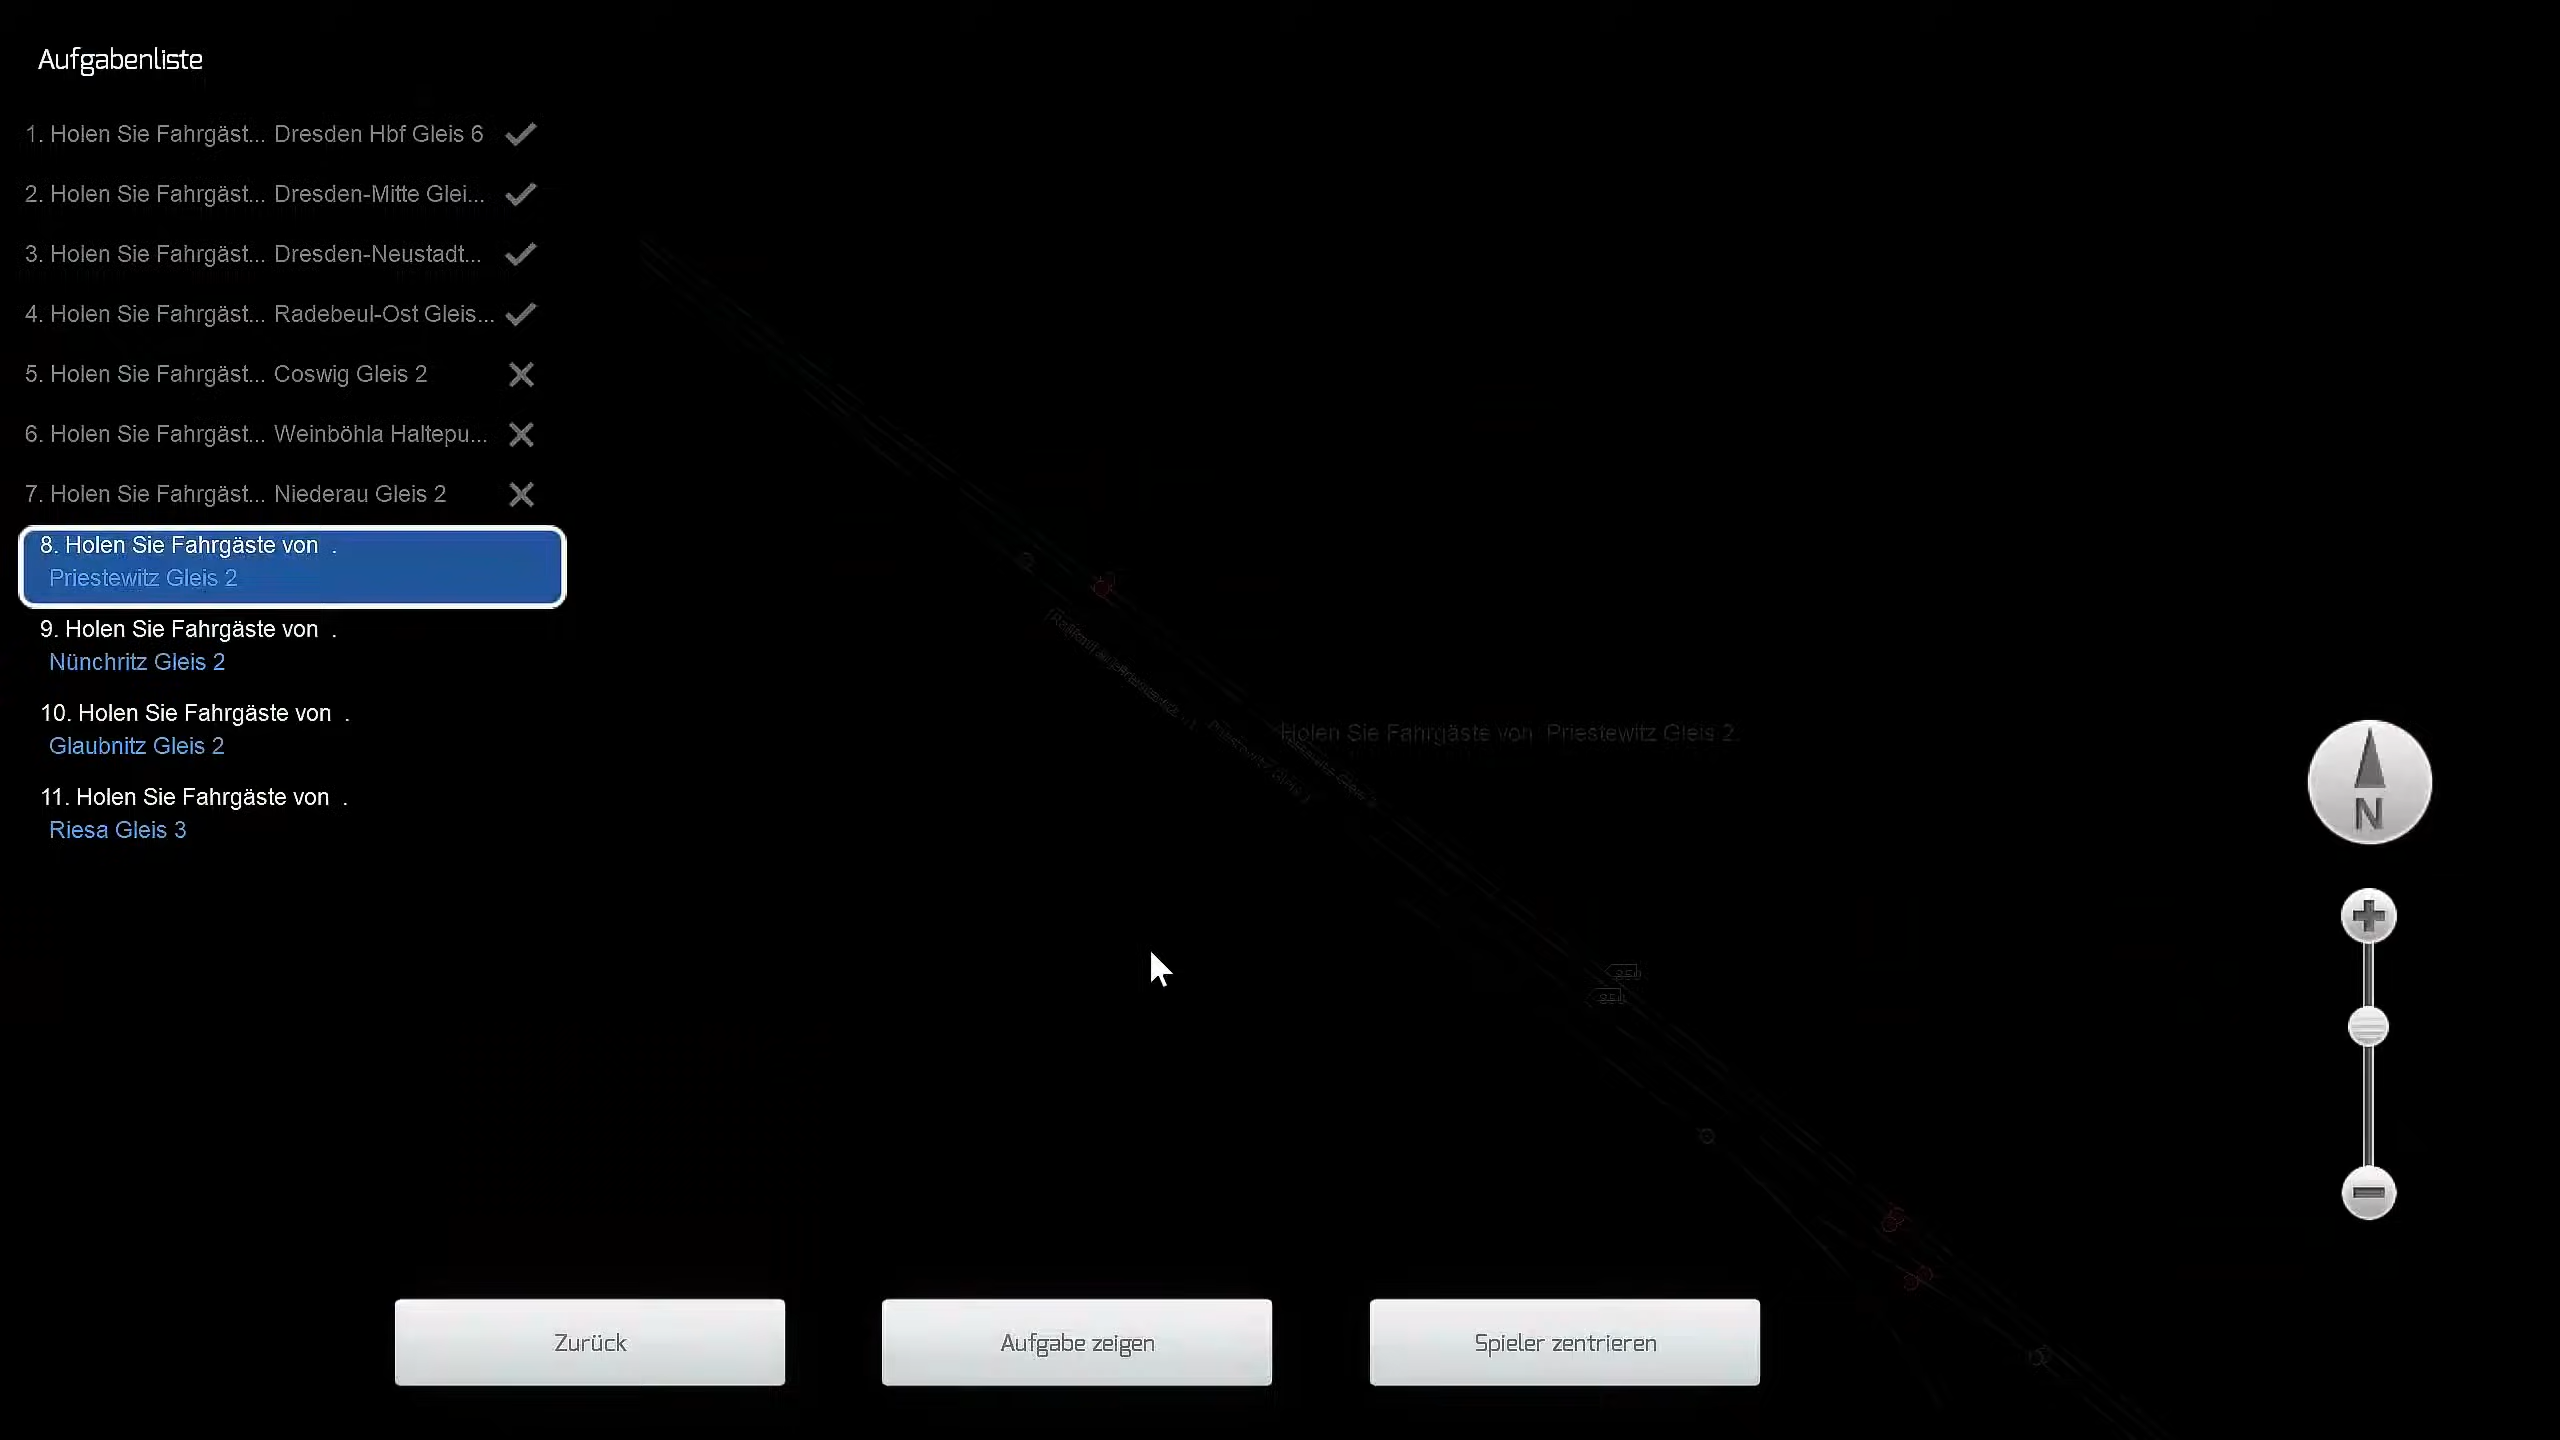 Aufgabenliste
1. Holen Sie Fahrgäst... Dresden Hbf Gleis 6
2. Holen Sie Fahrgäst... Dresden-Mitte Glei...
3. Holen Sie Fahrgäst... Dresden-Neustadt...
4. Holen Sie Fahrgäst... Radebeul-Ost Gleis...
5. Holen Sie Fahrgäst... Coswig Gleis 2
6. Holen Sie Fahrgäst... Weinböhla Haltepu...
7. Holen Sie Fahrgäst... Niederau Gleis 2
8. Holen Sie Fahrgäste von .
Priestewitz Gleis 2
9. Holen Sie Fahrgäste von .
Nünchritz Gleis 2
10. Holen Sie Fahrgäste von .
Glaubnitz Gleis 2
11. Holen Sie Fahrgäste von .
Riesa Gleis 3
Holen Sie Fahrgäste von Priestewitz Gleis 2.
N
Zurück
Aufgabe zeigen
Spieler zentrieren